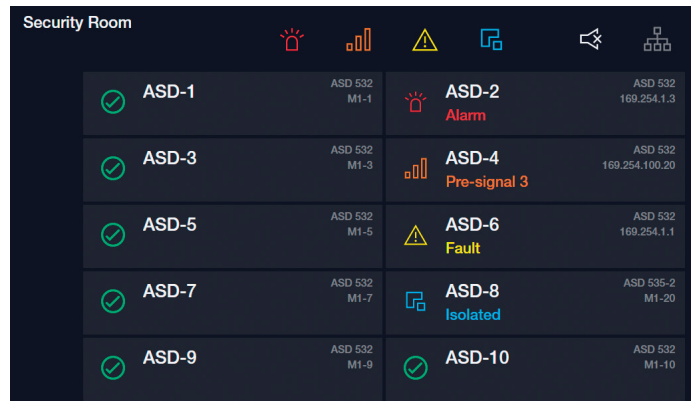 Security Room
ASD-1
ASD 532
M1-1
ASD-2
Alarm
ASD 532
169.254.1.3
ASD-3
ASD 532
M1-3
ASD-4
Pre-signal 3
ASD 532
169.254.100.20
ASD-5
ASD 532
M1-5
ASD-6
Fault
ASD 532
169.254.1.1
ASD-7
ASD 532
M1-7
ASD-8
Isolated
ASD 535-2
M1-20
ASD-9
ASD 532
M1-9
ASD-10
ASD 532
M1-10